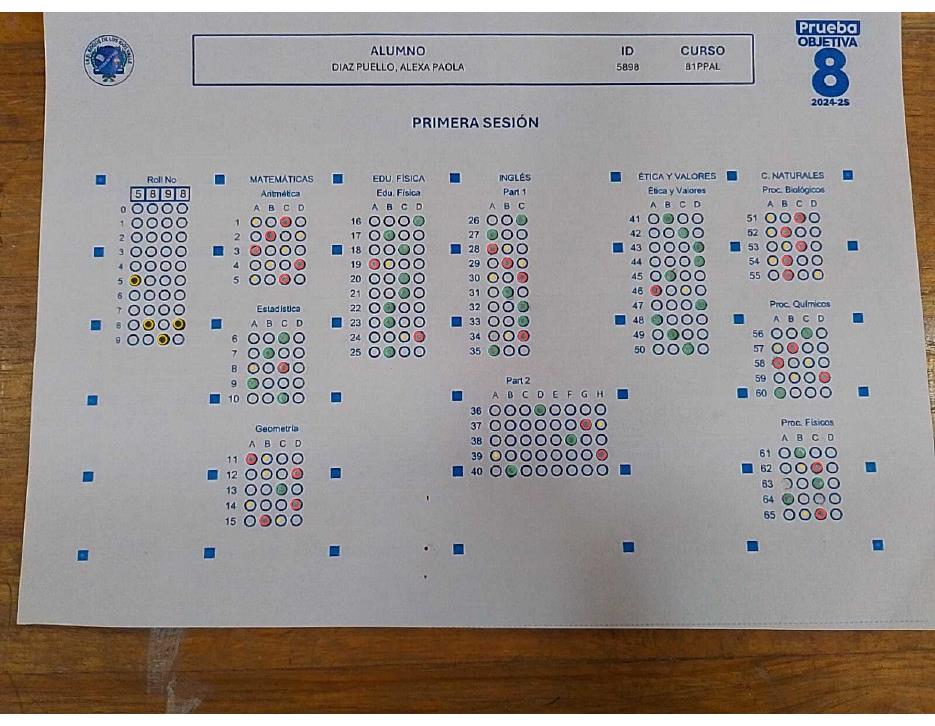 Prueba
OBJETIVA
8
2024-2S
ALUMNO ID CURSO
DIAZ PUELLO, ALEXA PAOLA 5898 81PPAL
PRIMERA SESIÓN
Roll No
5 8 9 8
0
1
2
3
4
5
6
7
8
9
MATEMÁTICAS
Aritmética
A B C D
1
2
3
4
5
Estadística
A B C D
6
7
8
9
10
Geometría
A B C D
11
12
13
14
15
EDU. FÍSICA
Edu. Física
A B C D
16
17
18
19
20
21
22
23
24
25
INGLÉS
Part 1
A B C
26
27
28
29
30
31
32
33
34
35
Part 2
A B C D E F G H
36
37
38
39
40
ÉTICA Y VALORES
Ética y Valores
A B C D
41
42
43
44
45
46
47
48
49
50
C. NATURALES
Proc. Biológicos
A B C D
51
52
53
54
55
Proc. Químicos
A B C D
56
57
58
59
60
Proc. Físicos
A B C D
61
62
63
64
65